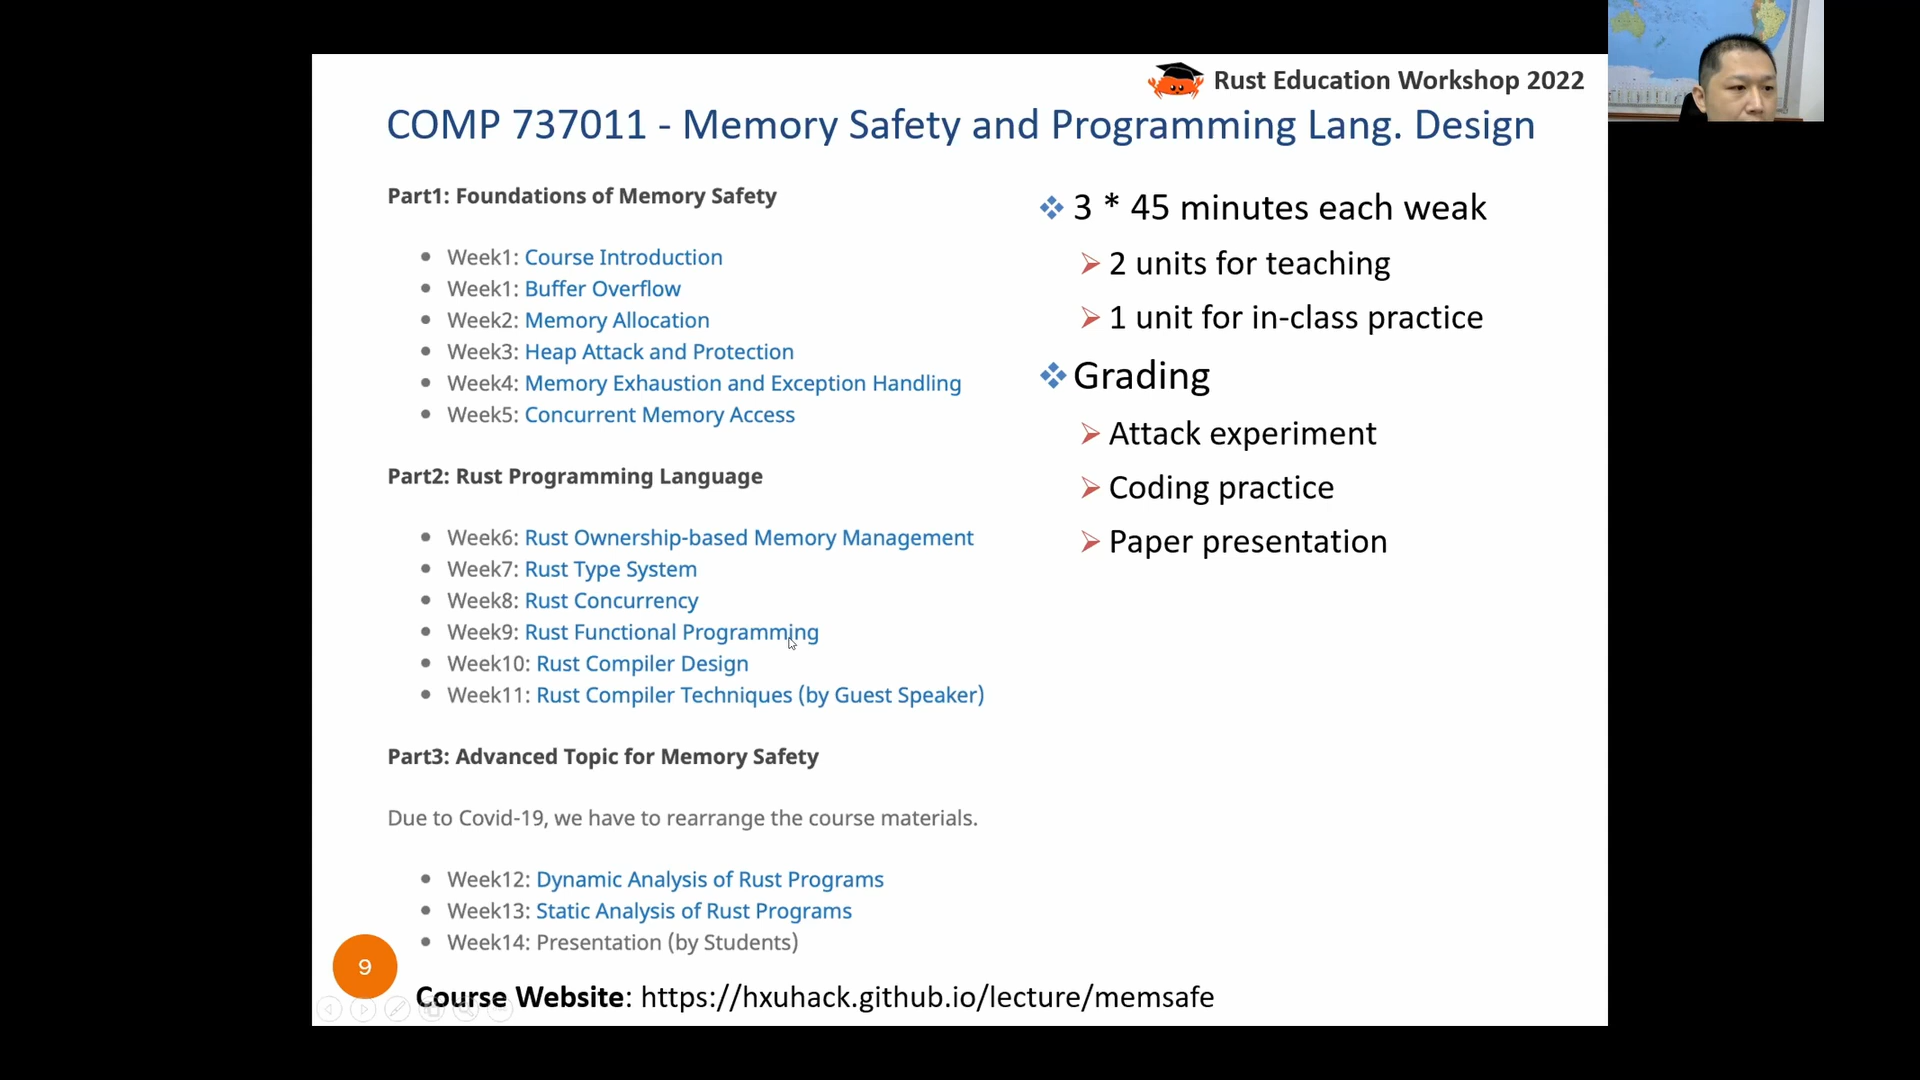 Rust Education Workshop 2022
COMP 737011 - Memory Safety and Programming Lang. Design
Part1: Foundations of Memory Safety
Week1: Course Introduction
Week1: Buffer Overflow
Week2: Memory Allocation
Week3: Heap Attack and Protection
Week4: Memory Exhaustion and Exception Handling
Week5: Concurrent Memory Access
Part2: Rust Programming Language
Week6: Rust Ownership-based Memory Management
Week7: Rust Type System
Week8: Rust Concurrency
Week9: Rust Functional Programming
Week10: Rust Compiler Design
Week11: Rust Compiler Techniques (by Guest Speaker)
Part3: Advanced Topic for Memory Safety
Due to Covid-19, we have to rearrange the course materials.
Week12: Dynamic Analysis of Rust Programs
Week13: Static Analysis of Rust Programs
Week14: Presentation (by Students)
3 * 45 minutes each weak
2 units for teaching
1 unit for in-class practice
Grading
Attack experiment
Coding practice
Paper presentation
9
Course Website: https://hxuhack.github.io/lecture/memsafe